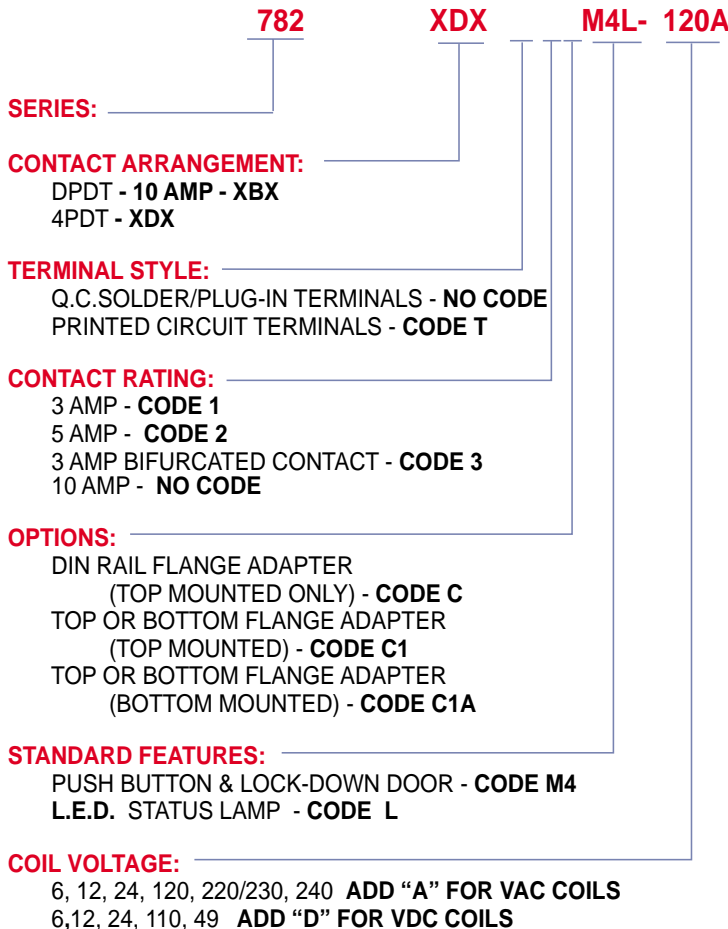 782 XDX M4L- 120A
SERIES:
CONTACT ARRANGEMENT:
DPDT - 10 AMP - XBX
4PDT - XDX
TERMINAL STYLE:
Q.C.SOLDER/PLUG-IN TERMINALS - NO CODE
PRINTED CIRCUIT TERMINALS - CODE T
CONTACT RATING:
3 AMP - CODE 1
5 AMP - CODE 2
3 AMP BIFURCATED CONTACT - CODE 3
10 AMP - NO CODE
OPTIONS:
DIN RAIL FLANGE ADAPTER
(TOP MOUNTED ONLY) - CODE C
TOP OR BOTTOM FLANGE ADAPTER
(TOP MOUNTED) - CODE C1
TOP OR BOTTOM FLANGE ADAPTER
(BOTTOM MOUNTED) - CODE C1A
STANDARD FEATURES:
PUSH BUTTON & LOCK-DOWN DOOR - CODE M4
L.E.D. STATUS LAMP - CODE L
COIL VOLTAGE:
6, 12, 24, 120, 220/230, 240 ADD “A” FOR VAC COILS
6,12, 24, 110, 49 ADD “D” FOR VDC COILS